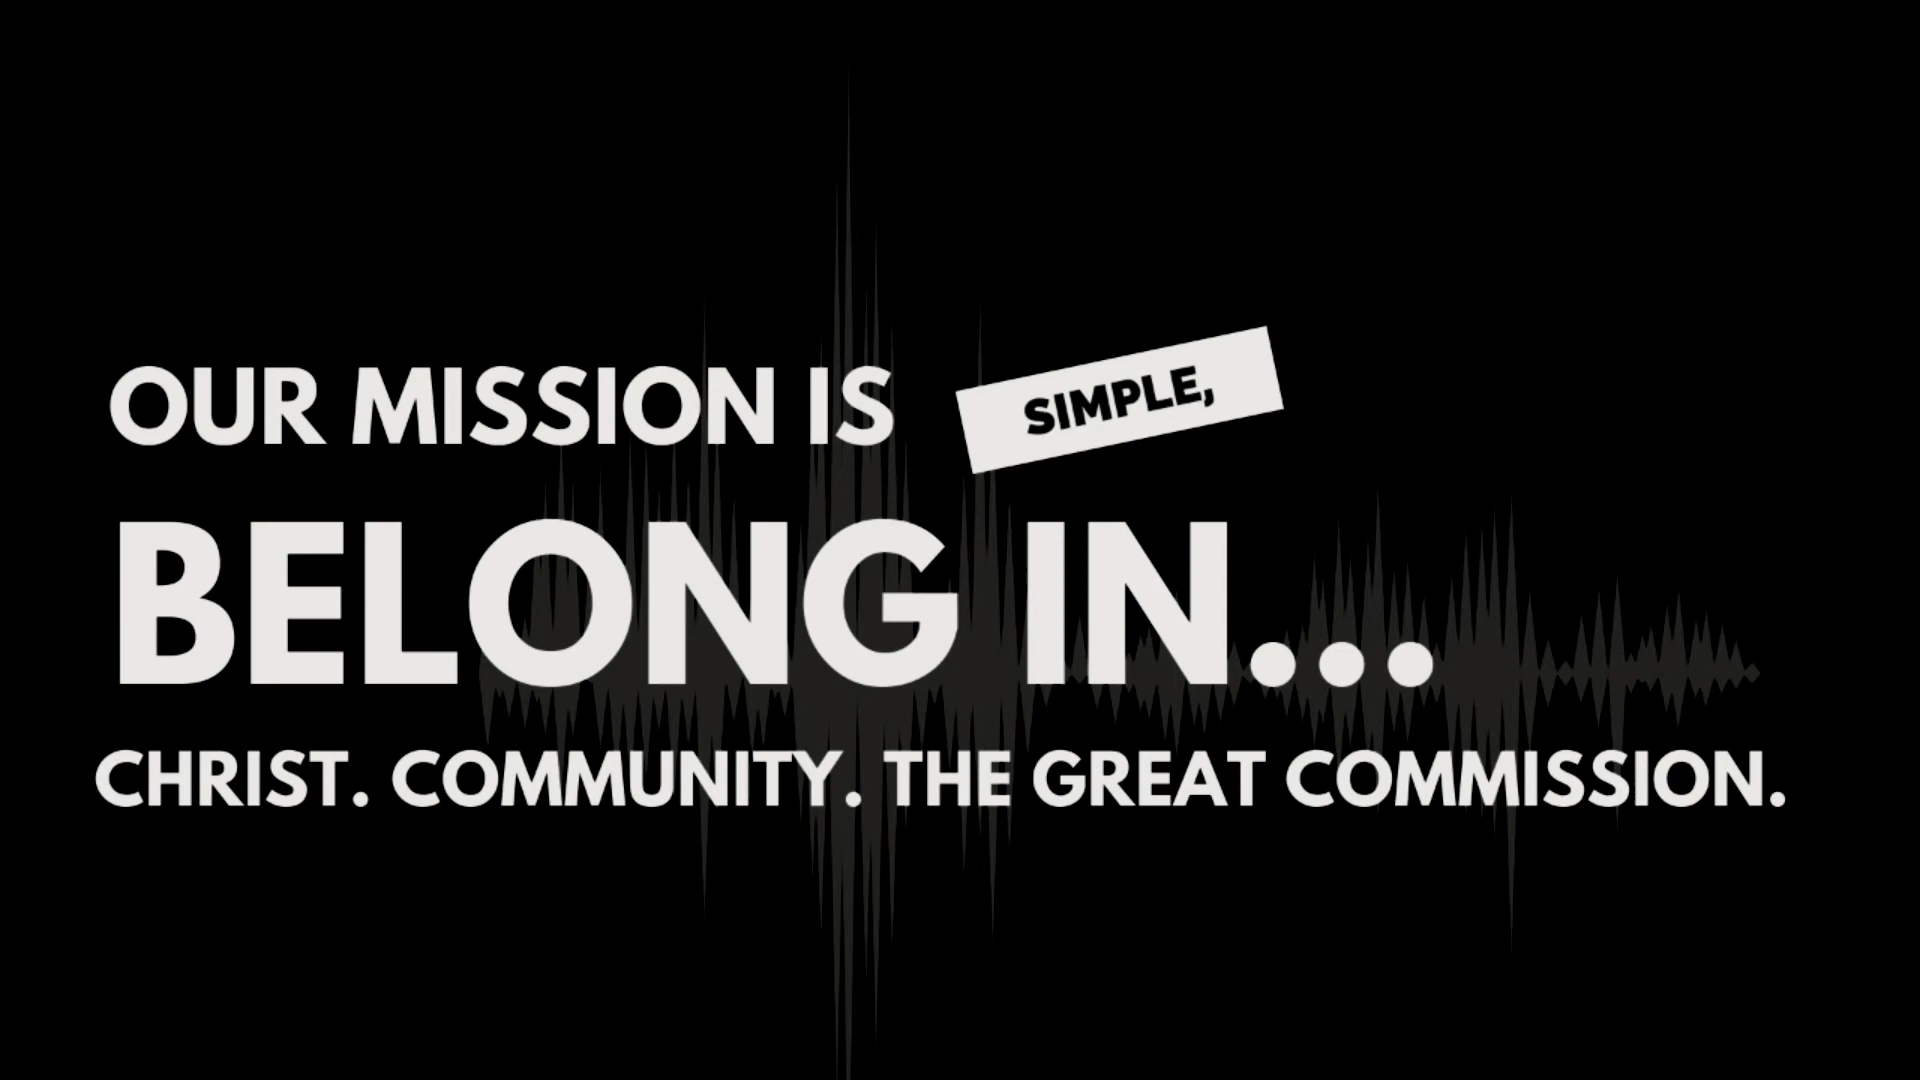 OUR MISSION IS SIMPLE,
BELONG IN...
CHRIST. COMMUNITY. THE GREAT COMMISSION.